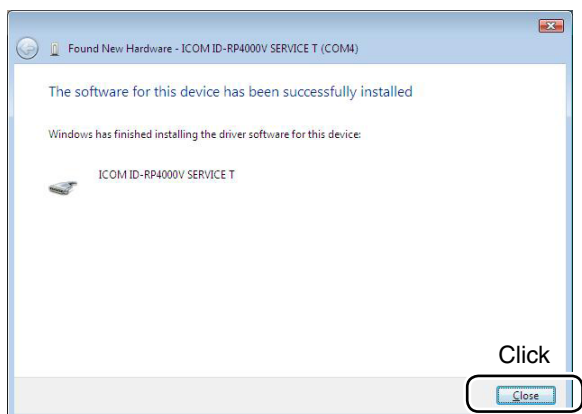 Found New Hardware - ICOM ID-RP4000V SERVICE T (COM4)
The software for this device has been successfully installed
Windows has finished installing the driver software for this device:
ICOM ID-RP4000V SERVICE T
Click
Close